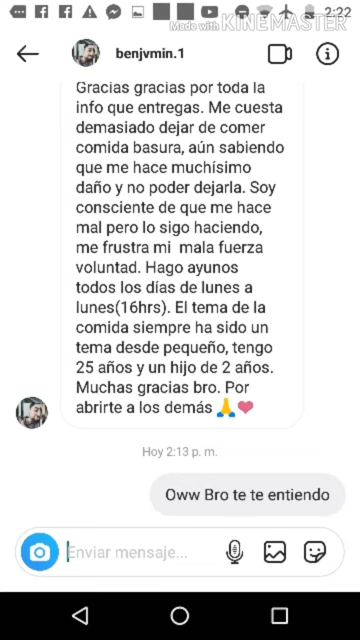 2:22
Made with KINEMASTER
benjvmin.1
Gracias gracias por toda la
info que entregas. Me cuesta
demasiado dejar de comer
comida basura, aún sabiendo
que me hace muchísimo
daño y no poder dejarla. Soy
consciente de que me hace
mal pero lo sigo haciendo,
me frustra mi  mala fuerza
voluntad. Hago ayunos
todos los días de lunes a
lunes(16hrs). El tema de la
comida siempre ha sido un
tema desde pequeño, tengo
25 años y un hijo de 2 años.
Muchas gracias bro. Por
abrirte a los demás 🙏❤
Hoy 2:13 p. m.
Oww Bro te te entiendo
Enviar mensaje...